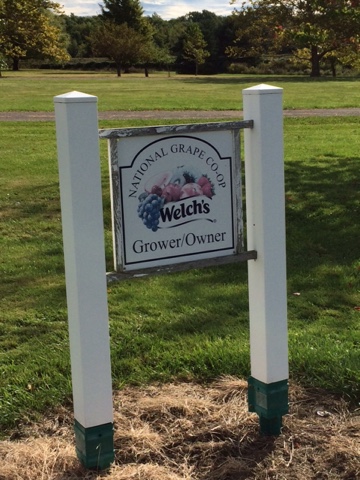 NATIONAL GRAPE CO-OP
Welch's
Grower/Owner